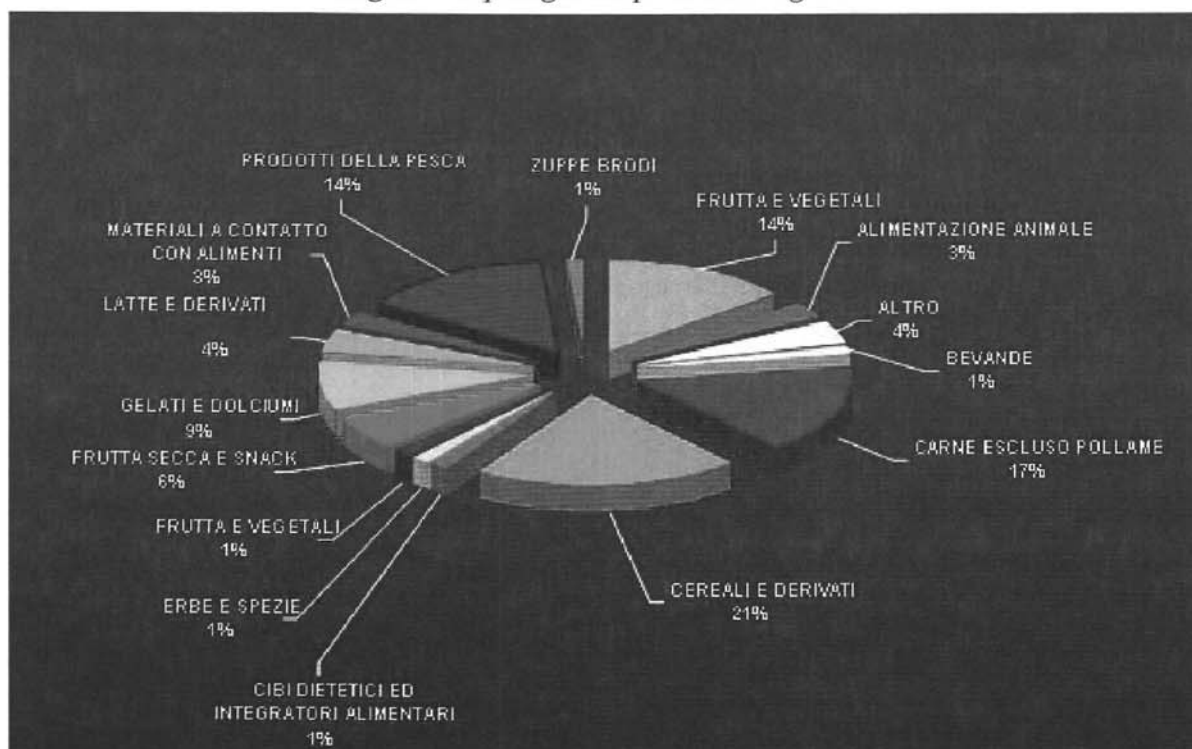 PRODOTTI DELLA PESCA
14%
ZUPPE BRODI
1%
FRUTTA E VEGETALI
14%
ALIMENTAZIONE ANIMALE
3%
MATERIALI A CONTATTO
CON ALIMENTI
3%
LATTE E DERIVATI
4%
ALTRO
4%
BEVANDE
1%
GELATI E DOLCIUMI
9%
FRUTTA SECCA E SNACK
6%
CARNE ESCLUSO POLLAME
17%
FRUTTA E VEGETALI
1%
ERBE E SPEZIE
1%
CEREALI E DERIVATI
21%
CIBI DIETETICI ED
INTEGRATORI ALIMENTARI
1%